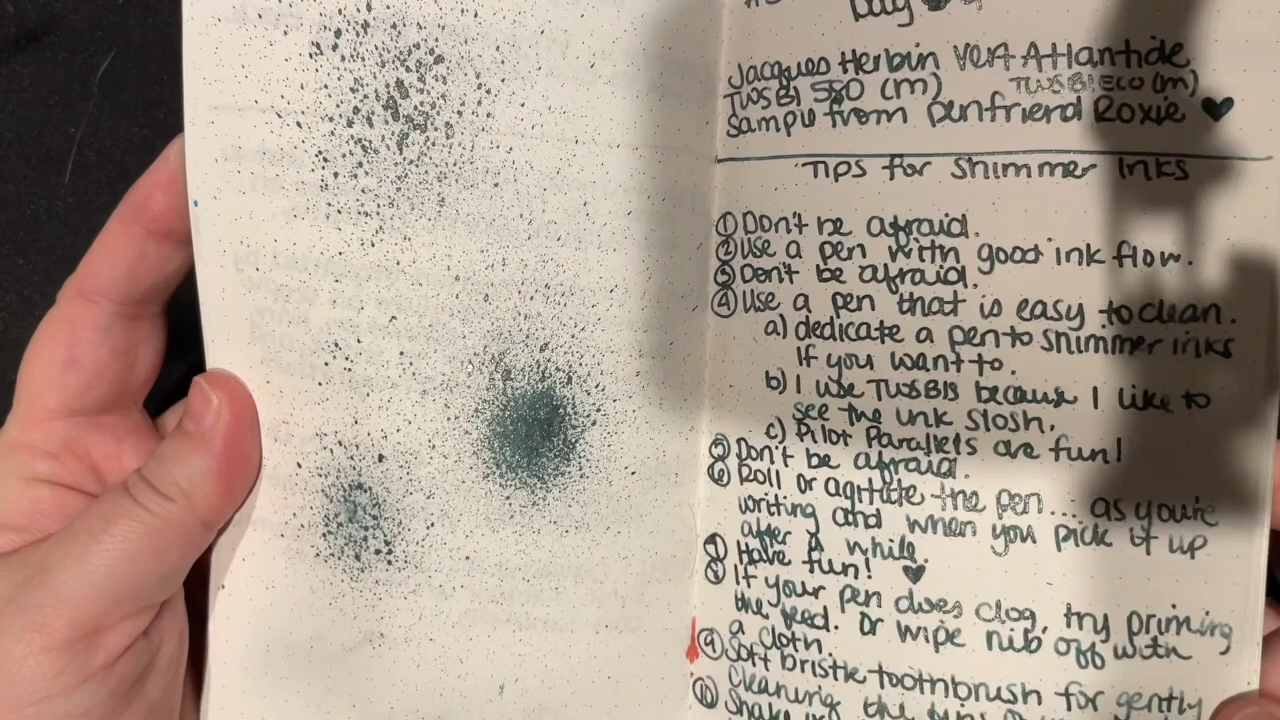 Day
Jacques Herbin Vert Atlantide
TWSBI 580 (m) TWSBI ECO (m)
sample from penfriend Roxie ♥
Tips for Shimmer Inks
① Don't be afraid.
② Use a pen with good ink flow.
③ Don't be afraid.
④ Use a pen that is easy to clean.
a) dedicate a pen to shimmer inks
if you want to.
b) I use TWSBIs because I like to
see the ink slosh.
c) Pilot Parallels are fun!
⑤ Don't be afraid.
⑥ Roll or agitate the pen... as you're
writing and when you pick it up
after a while.
⑦ Have fun! ♥
⑧ If your pen does clog, try priming
the feed. Or wipe nib off with
a cloth.
⑨ Soft bristle toothbrush for gently
cleaning the
⑩ Shake